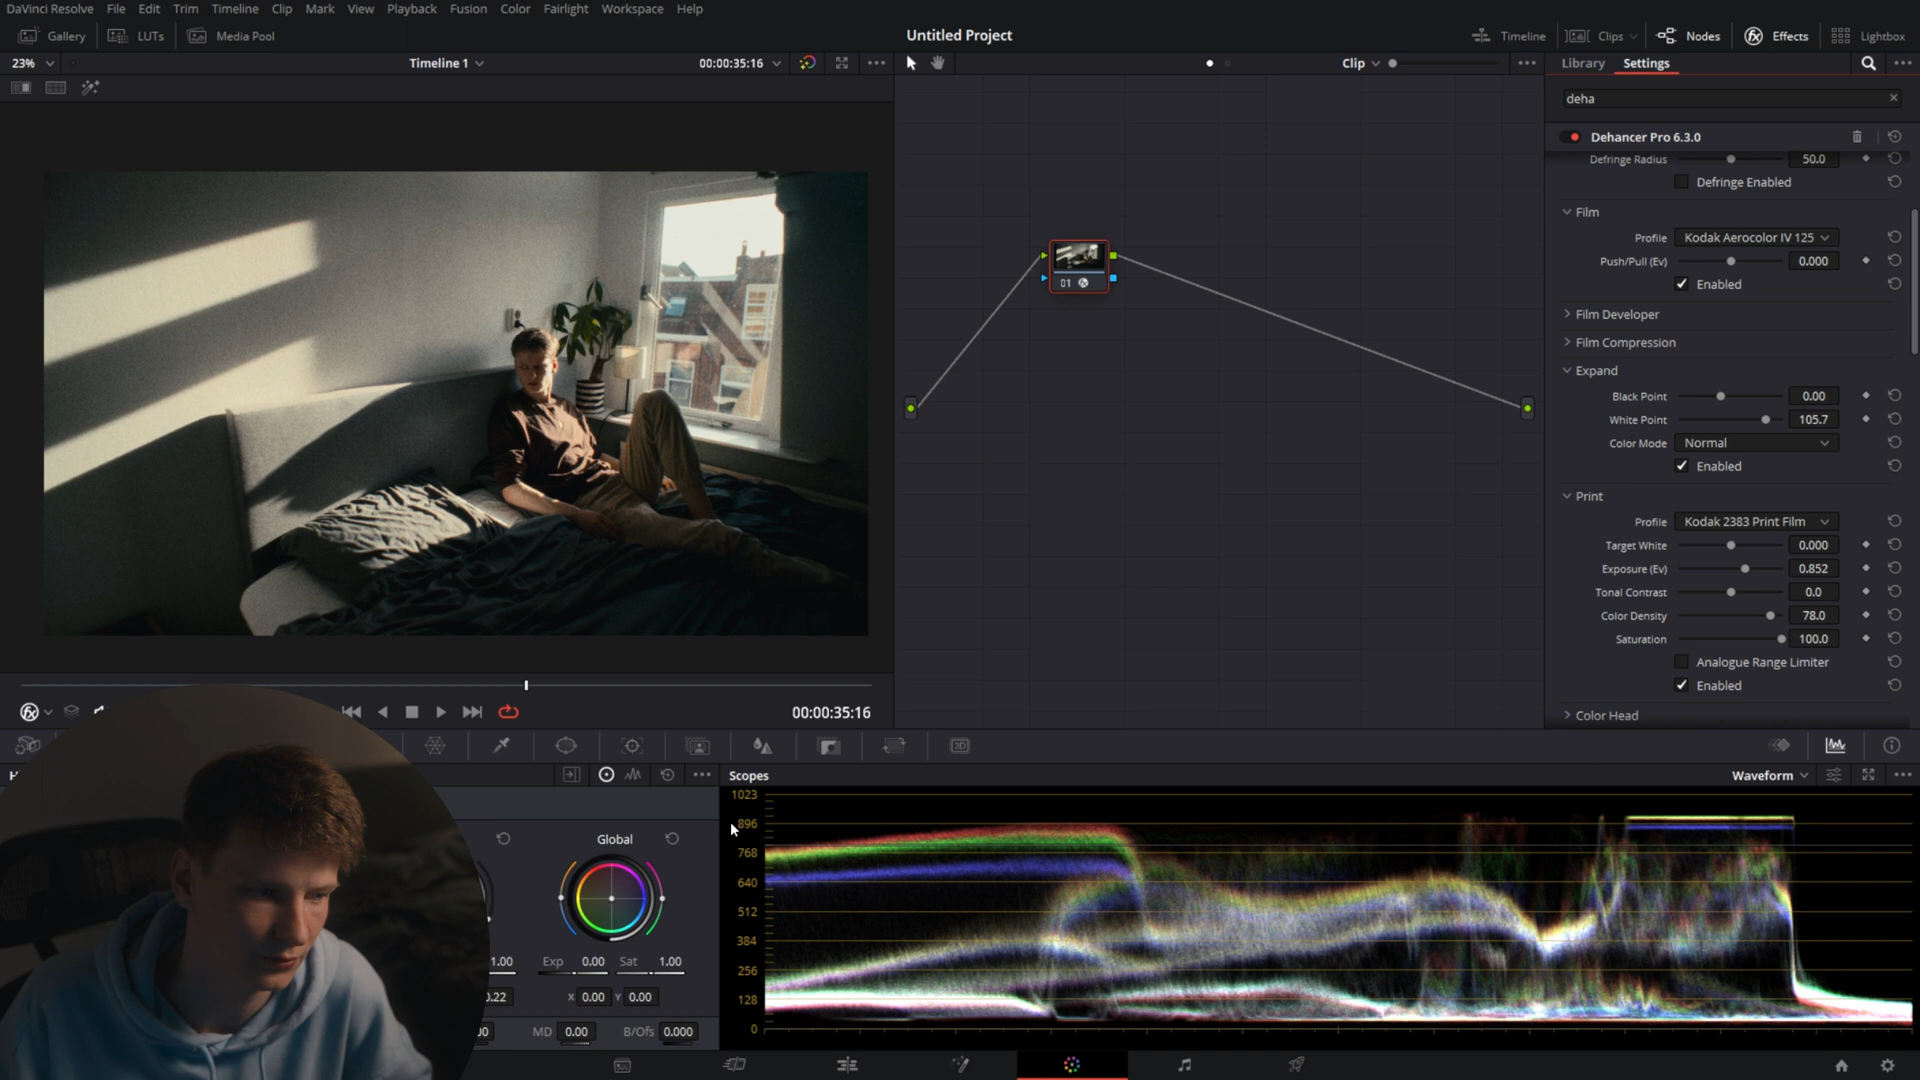 DaVinci Resolve File Edit Trim Timeline Clip Mark View Playback Fusion Color Fairlight Workspace Help
Gallery LUTs Media Pool Untitled Project Timeline Clips Nodes Effects Lightbox
23% Timeline 1 00:00:35:16 Clip Library Settings
deha
Dehancer Pro 6.3.0
Defringe Radius 50.0
Defringe Enabled
Film
Profile Kodak Aerocolor IV 125
Push/Pull (Ev) 0.000
Enabled
Film Developer
Film Compression
Expand
Black Point 0.00
White Point 105.7
Color Mode Normal
Enabled
Print
Profile Kodak 2383 Print Film
Target White 0.000
Exposure (Ev) 0.852
Tonal Contrast 0.0
Color Density 78.0
Saturation 100.0
Analogue Range Limiter
Enabled
Color Head
01
00:00:35:16
3D
Scopes Waveform
Global
1.00 Exp 0.00 Sat 1.00
0.22 X 0.00 Y 0.00
MD 0.00 B/Ofs 0.000
1023
896
768
640
512
384
256
128
0